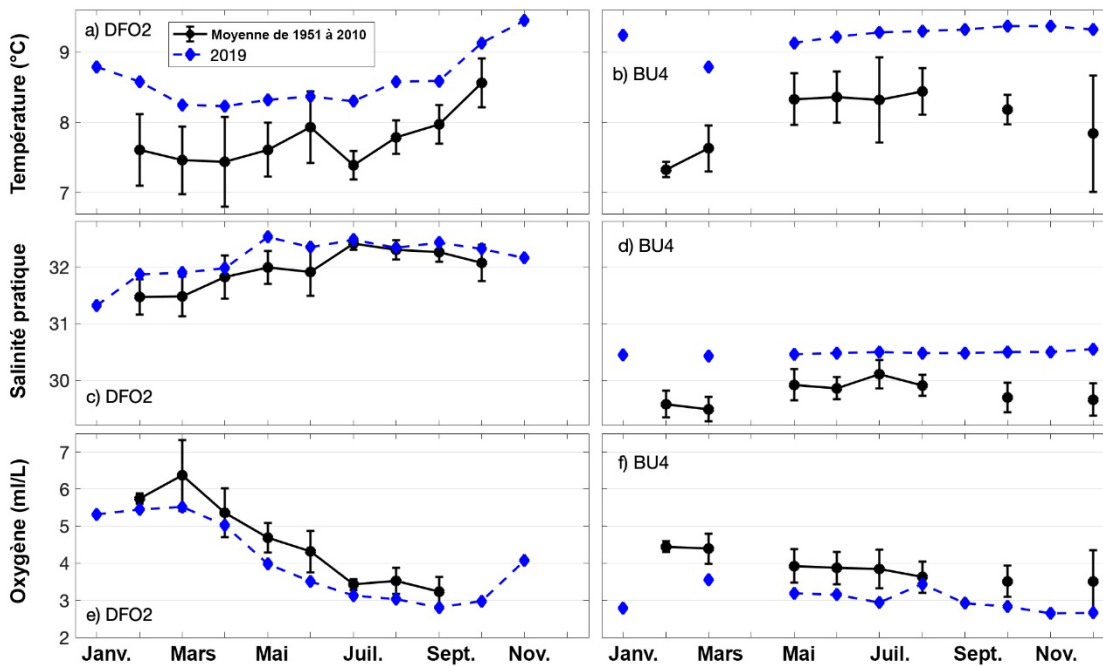 a) DFO2
Moyenne de 1951 à 2010
2019
b) BU4
Température (°C)
9
8
7
c) DFO2
d) BU4
Salinité pratique
32
31
30
e) DFO2
f) BU4
Oxygène (ml/L)
7
6
5
4
3
2
Janv. Mars Mai Juil. Sept. Nov.
Janv. Mars Mai Juil. Sept. Nov.